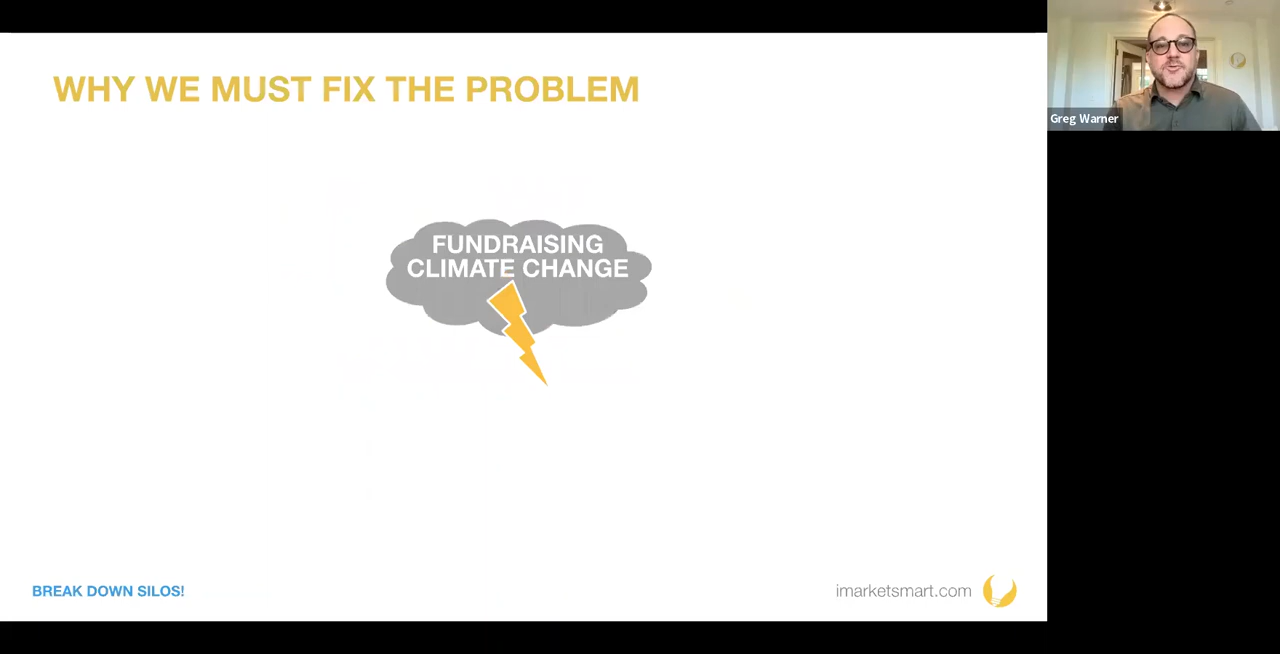 WHY WE MUST FIX THE PROBLEM
Greg Warner
FUNDRAISING
CLIMATE CHANGE
BREAK DOWN SILOS!
imarketsmart.com